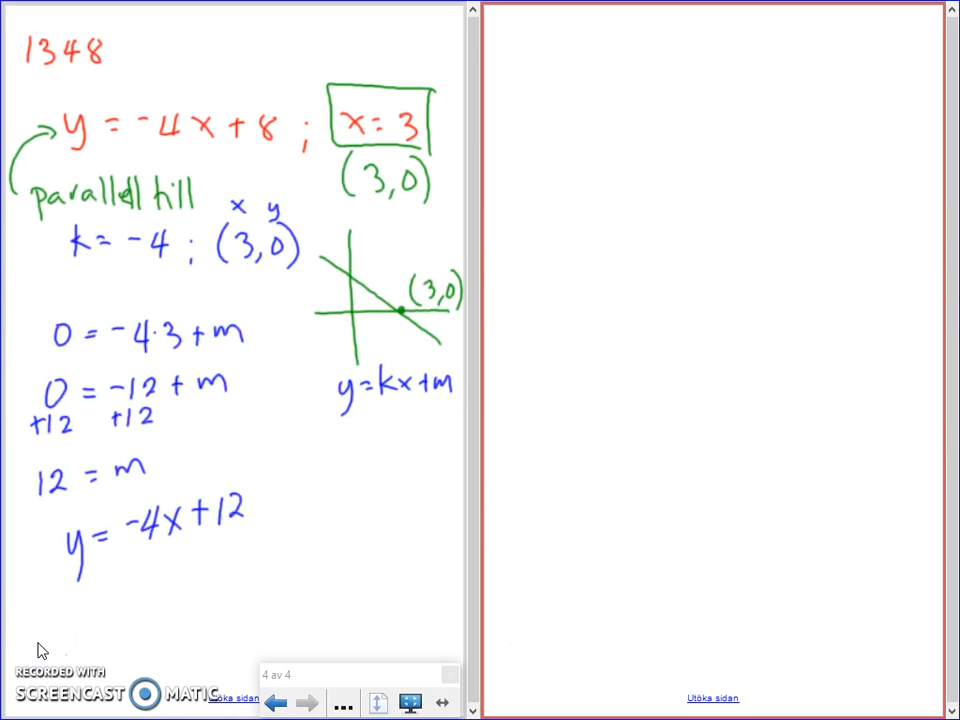 1348
y = -4x + 8 ; x = 3
(3,0)
parallell till
x y
k = -4 ; (3,0)
(3,0)
0 = -4·3 + m
0 = -12 + m
+12 +12
y = kx + m
12 = m
y = -4x + 12
RECORDED WITH
SCREENCAST MATIC
4 av 4
Utöka sidan
Utöka sidan